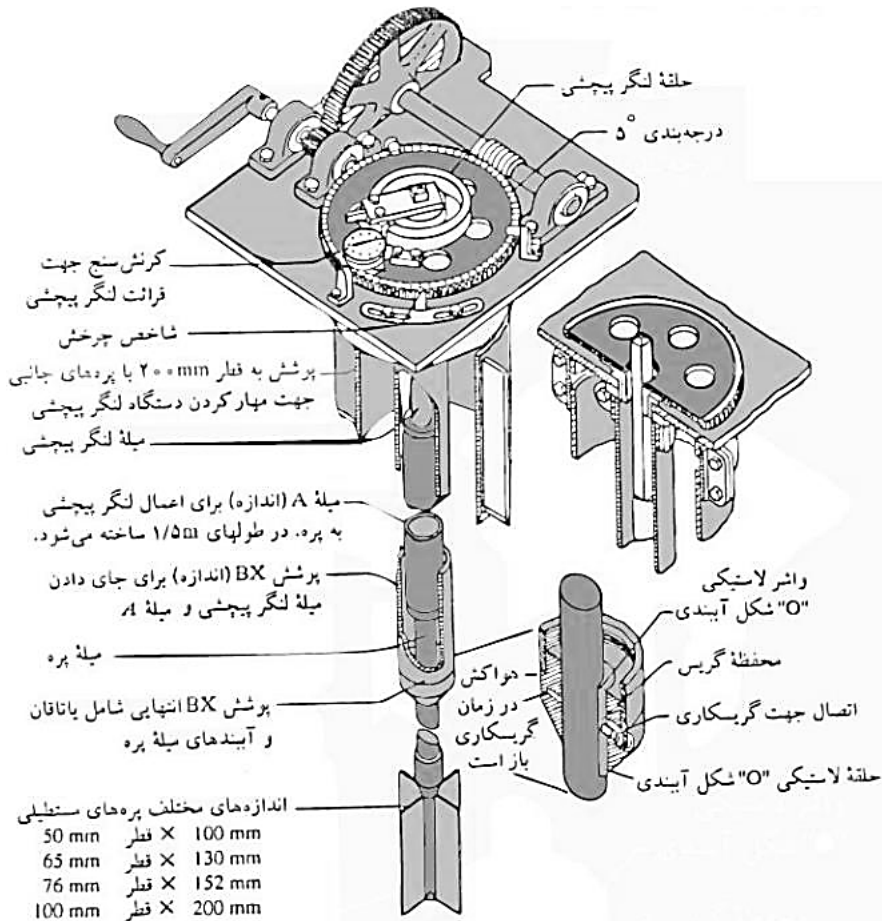 حلقهٔ لنگر پیچشی
درجه‌بندی ۵°
کرنش‌سنج جهت
قرائت لنگر پیچشی
شاخص چرخش
پوشش به قطر ۲۰۰mm با پره‌های جانبی
جهت مهار کردن دستگاه لنگر پیچشی
میلهٔ لنگر پیچشی
میلهٔ A (اندازه) برای اعمال لنگر پیچشی
به پره. در طولهای ۱/۵m ساخته می‌شود.
پوشش BX (اندازه) برای جای دادن
میلهٔ لنگر پیچشی و میلهٔ A
میلهٔ پره
پوشش BX انتهایی شامل یاتاقان
و آببندهای میلهٔ پره
اندازه‌های مختلف پره‌های مستطیلی
50 mm قطر × 100 mm
65 mm قطر × 130 mm
76 mm قطر × 152 mm
100 mm قطر × 200 mm
واشر لاستیکی
"O" شکل آببندی
محفظهٔ گریس
اتصال جهت گریسکاری
حلقهٔ لاستیکی "O" شکل آببندی
هواکش
در زمان
گریسکاری
باز است